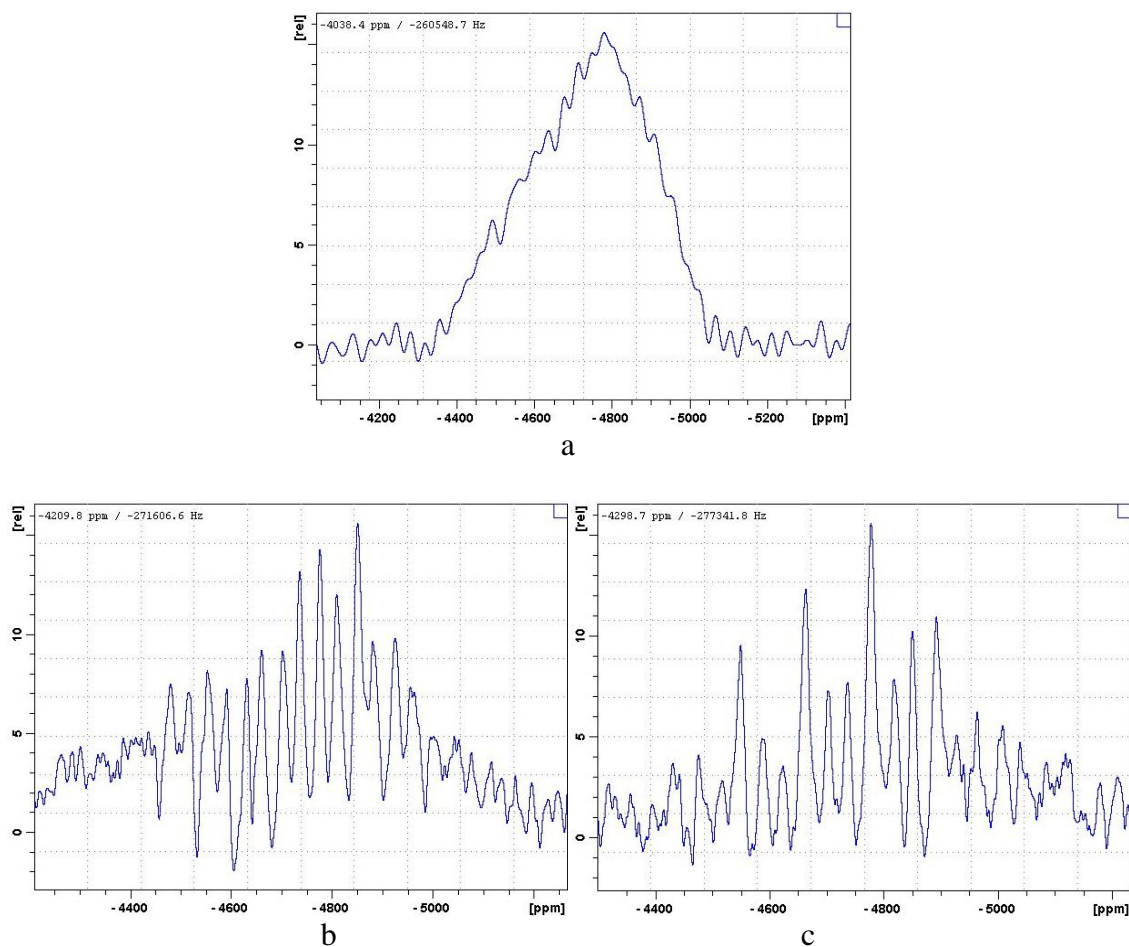 -4038.4 ppm / -260548.7 Hz
[rel]
10
5
0
-4200 -4400 -4600 -4800 -5000 -5200 [ppm]
a
-4209.8 ppm / -271606.6 Hz
[rel]
10
5
0
-4400 -4600 -4800 -5000 [ppm]
b
-4298.7 ppm / -277341.8 Hz
[rel]
10
5
0
-4400 -4600 -4800 -5000 [ppm]
c